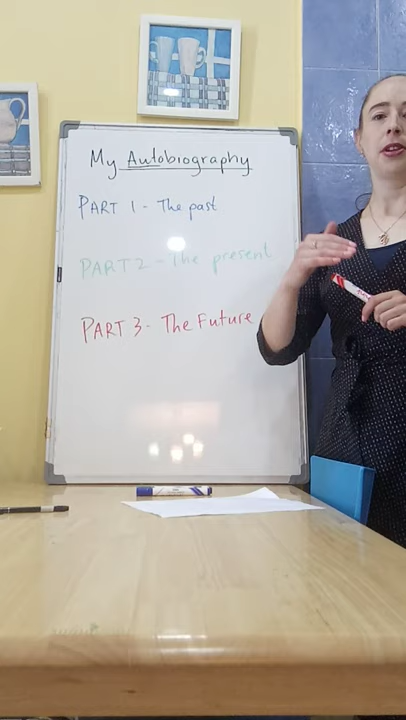 My Autobiography
PART 1 - The past
PART 2 - The present
PART 3 - The Future